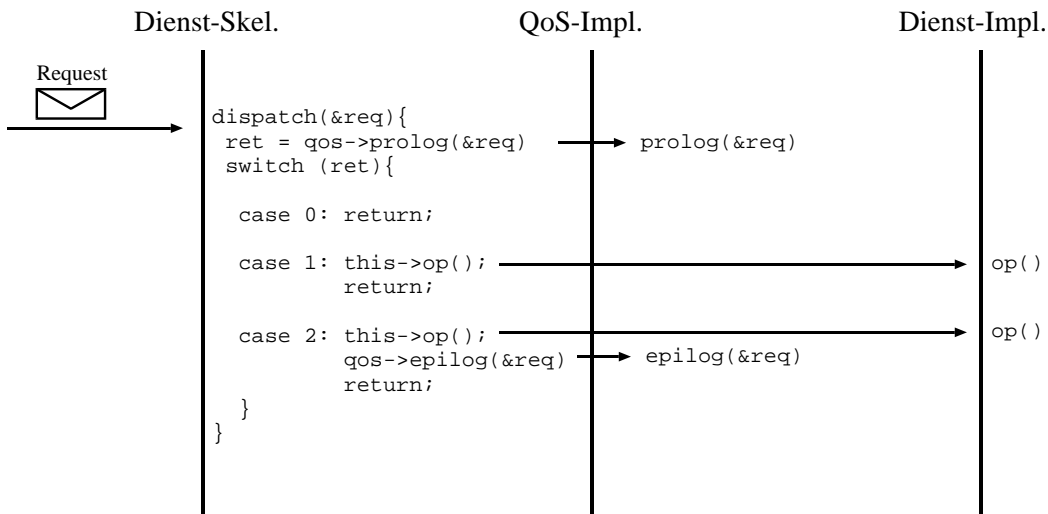 Dienst-Skel. QoS-Impl. Dienst-Impl.
Request
dispatch(&req){
ret = qos->prolog(&req) prolog(&req)
switch (ret){
case 0: return;
case 1: this->op(); op()
return;
case 2: this->op(); op()
qos->epilog(&req) epilog(&req)
return;
}
}